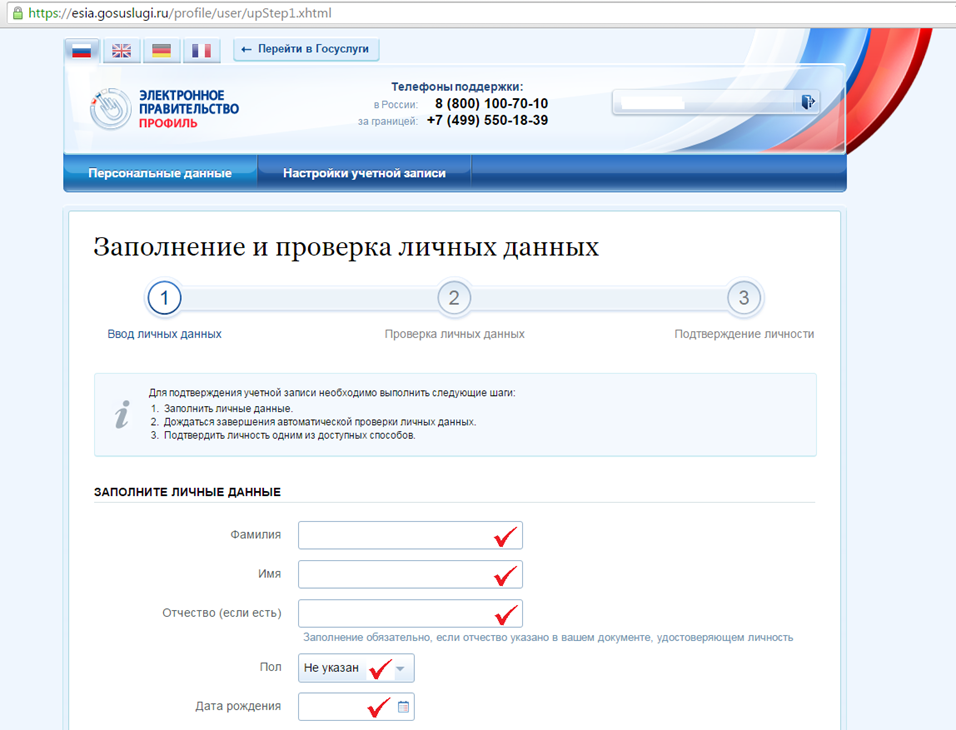 https://esia.gosuslugi.ru/profile/user/upStep1.xhtml
← Перейти в Госуслуги
ЭЛЕКТРОННОЕ
ПРАВИТЕЛЬСТВО
ПРОФИЛЬ
Телефоны поддержки:
в России: 8 (800) 100-70-10
за границей: +7 (499) 550-18-39
Персональные данные Настройки учетной записи
Заполнение и проверка личных данных
1 2 3
Ввод личных данных Проверка личных данных Подтверждение личности
Для подтверждения учетной записи необходимо выполнить следующие шаги:
1. Заполнить личные данные.
2. Дождаться завершения автоматической проверки личных данных.
3. Подтвердить личность одним из доступных способов.
ЗАПОЛНИТЕ ЛИЧНЫЕ ДАННЫЕ
Фамилия
Имя
Отчество (если есть)
Заполнение обязательно, если отчество указано в вашем документе, удостоверяющем личность
Пол Не указан
Дата рождения